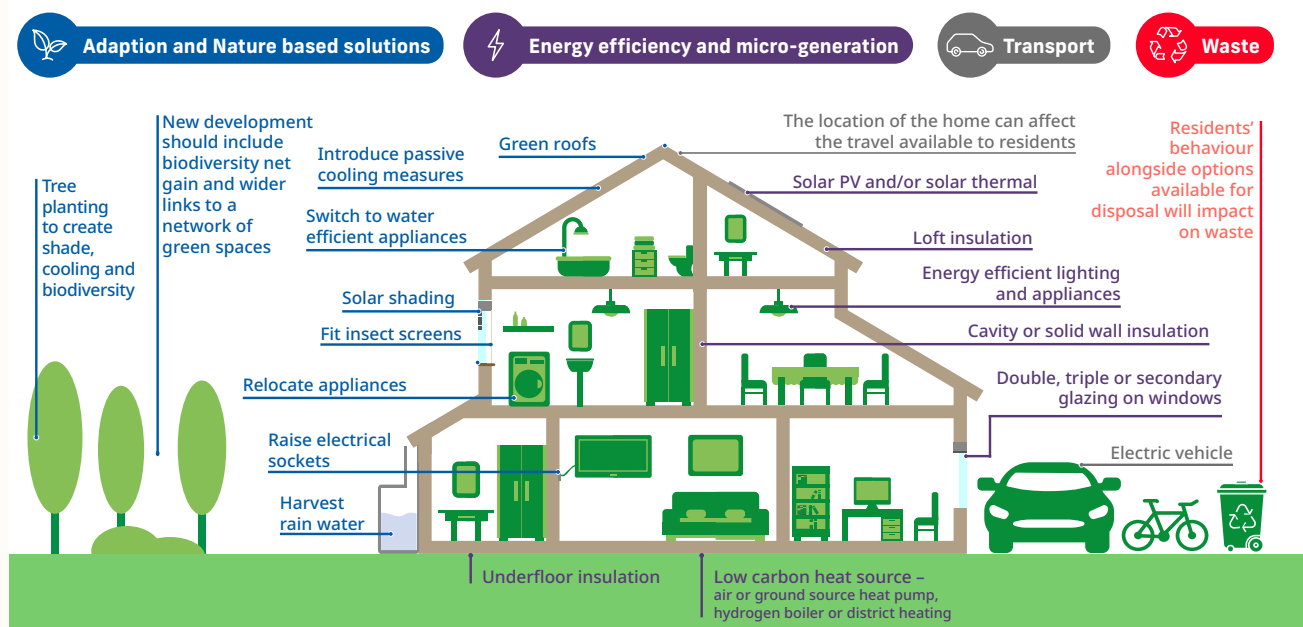 Adaption and Nature based solutions
Energy efficiency and micro-generation
Transport
Waste
Tree
planting
to create
shade,
cooling and
biodiversity
New development
should include
biodiversity net
gain and wider
links to a
network of
green spaces
Introduce passive
cooling measures
Green roofs
Switch to water
efficient appliances
Solar shading
Fit insect screens
Relocate appliances
Raise electrical
sockets
Harvest
rain water
The location of the home can affect
the travel available to residents
Solar PV and/or solar thermal
Loft insulation
Energy efficient lighting
and appliances
Cavity or solid wall insulation
Double, triple or secondary
glazing on windows
Electric vehicle
Residents’
behaviour
alongside options
available for
disposal will impact
on waste
Underfloor insulation
Low carbon heat source –
air or ground source heat pump,
hydrogen boiler or district heating